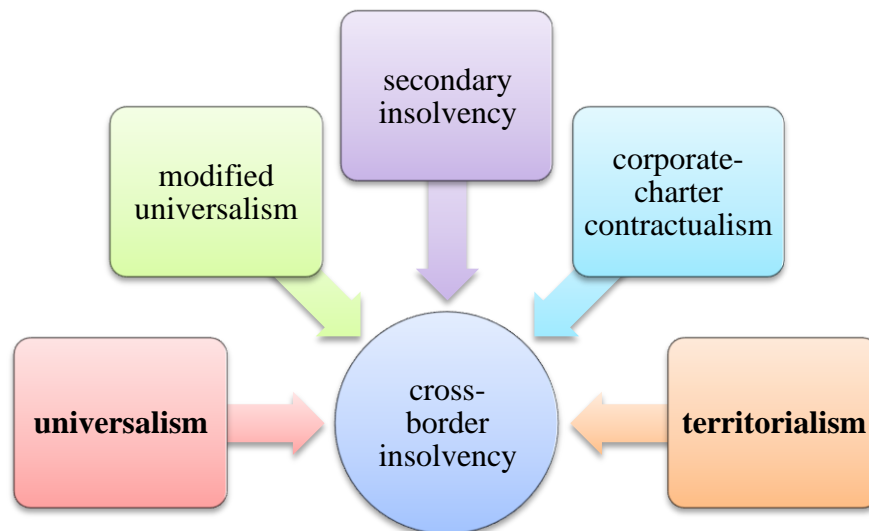 secondary
insolvency
modified
universalism
corporate-
charter
contractualism
universalism
cross-
border
insolvency
territorialism